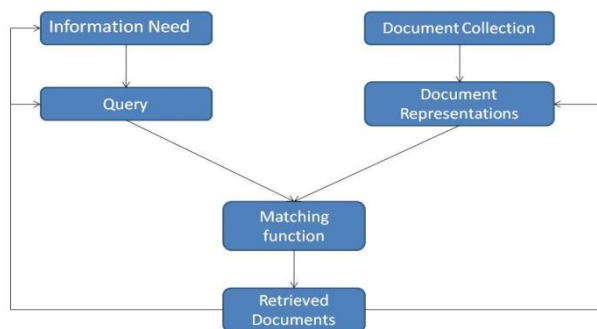 Information Need
Document Collection
Query
Document
Representations
Matching
function
Retrieved
Documents